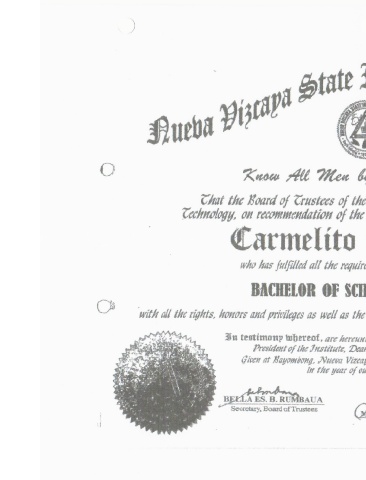 Nueva Vizcaya State
Know All Men b
That the Board of Trustees of the
Technology, on recommendation of the
Carmelito
who has fulfilled all the requir
BACHELOR OF SCI
with all the rights, honors and privileges as well as the
In testimony whereof, are hereun
President of the Institute, Dea
Given at Bayombong, Nueva Vizcay
in the year of ou
BELLA ES. B. RUMBAUA
Secretary, Board of Trustees